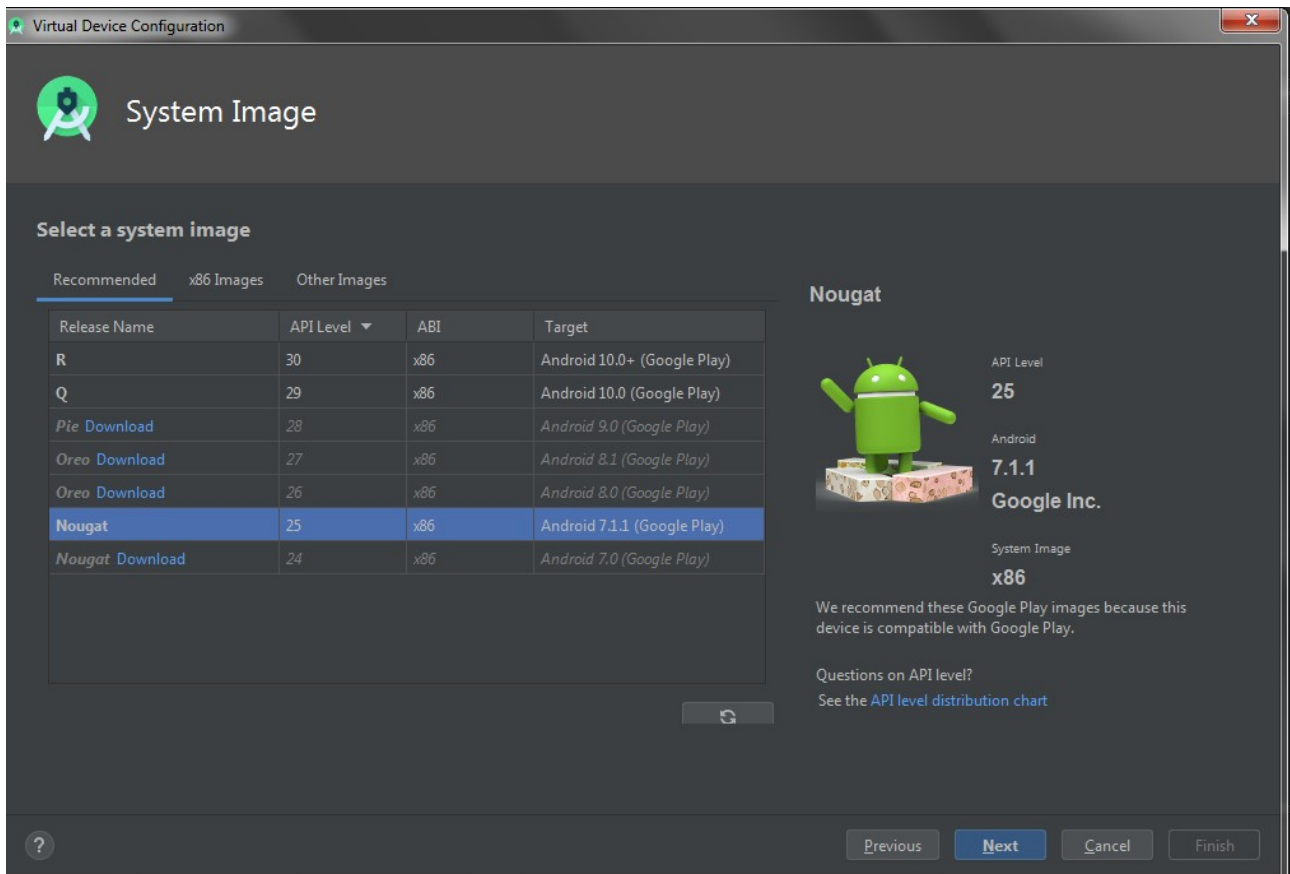 Virtual Device Configuration
System Image
Select a system image
Recommended x86 Images Other Images
Release Name API Level ABI Target
R 30 x86 Android 10.0+ (Google Play)
Q 29 x86 Android 10.0 (Google Play)
Pie Download 28 x86 Android 9.0 (Google Play)
Oreo Download 27 x86 Android 8.1 (Google Play)
Oreo Download 26 x86 Android 8.0 (Google Play)
Nougat 25 x86 Android 7.1.1 (Google Play)
Nougat Download 24 x86 Android 7.0 (Google Play)
Nougat
API Level
25
Android
7.1.1
Google Inc.
System Image
x86
We recommend these Google Play images because this
device is compatible with Google Play.
Questions on API level?
See the API level distribution chart
? Previous Next Cancel Finish